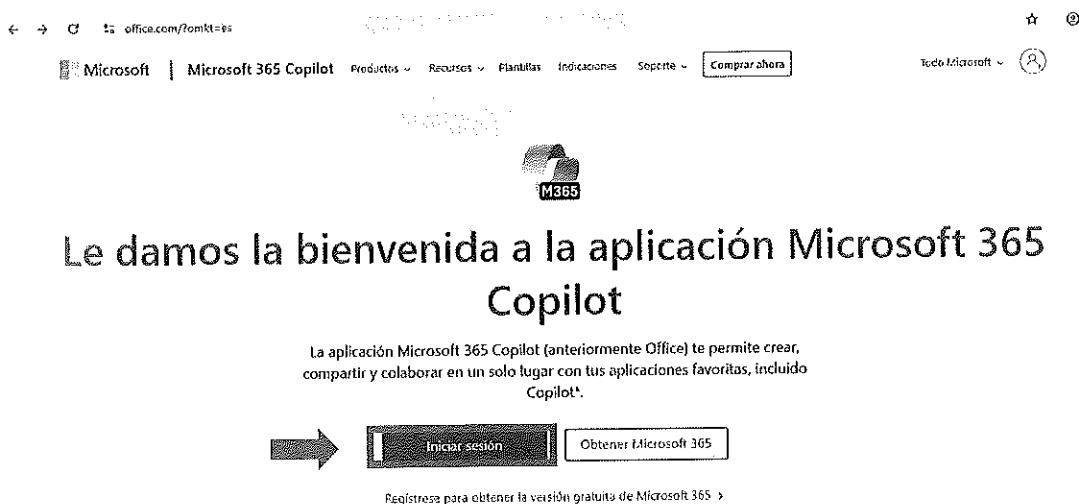 office.com/?omkt=es
Microsoft | Microsoft 365 Copilot Productos Recursos Plantillas Indicaciones Soporte Comprar ahora Todo Microsoft
M365
Le damos la bienvenida a la aplicación Microsoft 365
Copilot
La aplicación Microsoft 365 Copilot (anteriormente Office) te permite crear,
compartir y colaborar en un solo lugar con tus aplicaciones favoritas, incluido
Copilot*.
Iniciar sesión Obtener Microsoft 365
Regístrese para obtener la versión gratuita de Microsoft 365 >